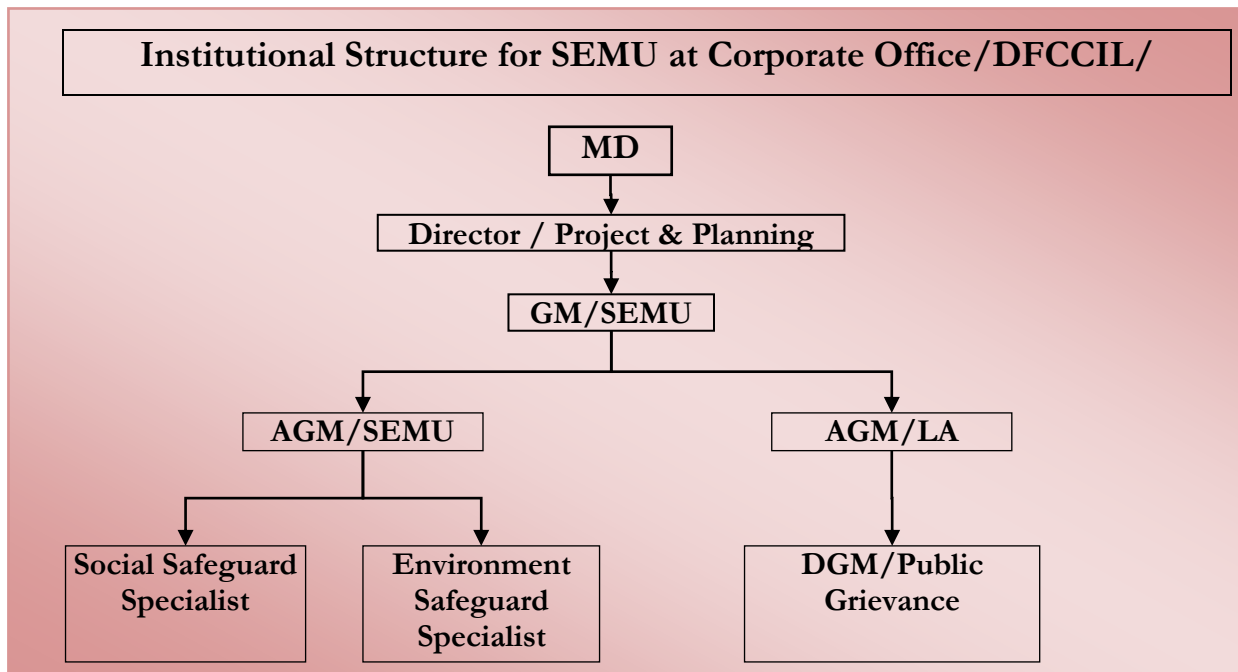 Institutional Structure for SEMU at Corporate Office/DFCCIL/
MD
Director / Project & Planning
GM/SEMU
AGM/SEMU
AGM/LA
Social Safeguard
Specialist
Environment
Safeguard
Specialist
DGM/Public
Grievance